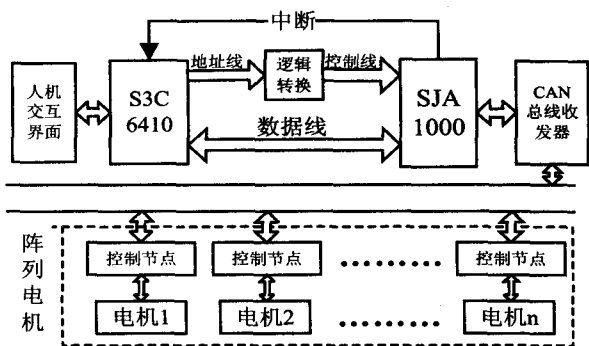 中断
地址线
逻辑
转换
控制线
人机
交互
界面
S3C
6410
SJA
1000
CAN
总线收
发器
数据线
阵
列
电
机
控制节点
控制节点
………
控制节点
电机1
电机2
………
电机n